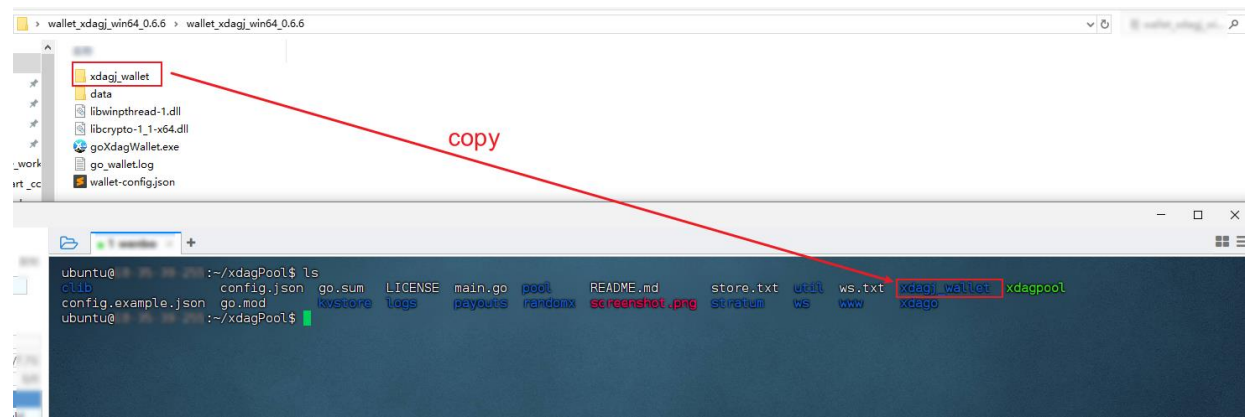 wallet_xdagj_win64_0.6.6 > wallet_xdagj_win64_0.6.6
xdagj_wallet
data
libwinpthread-1.dll
libcrypto-1_1-x64.dll
goXdagWallet.exe
go_wallet.log
wallet-config.json
_work
art _cc
copy
ubuntu@ :~/xdagPool$ ls
clib config.json go.sum LICENSE main.go pool README.md store.txt util ws.txt xdagj_wallet xdagpool
config.example.json go.mod kvstore logs payouts randomx screenshot.png stratum ws www xdago
ubuntu@ :~/xdagPool$